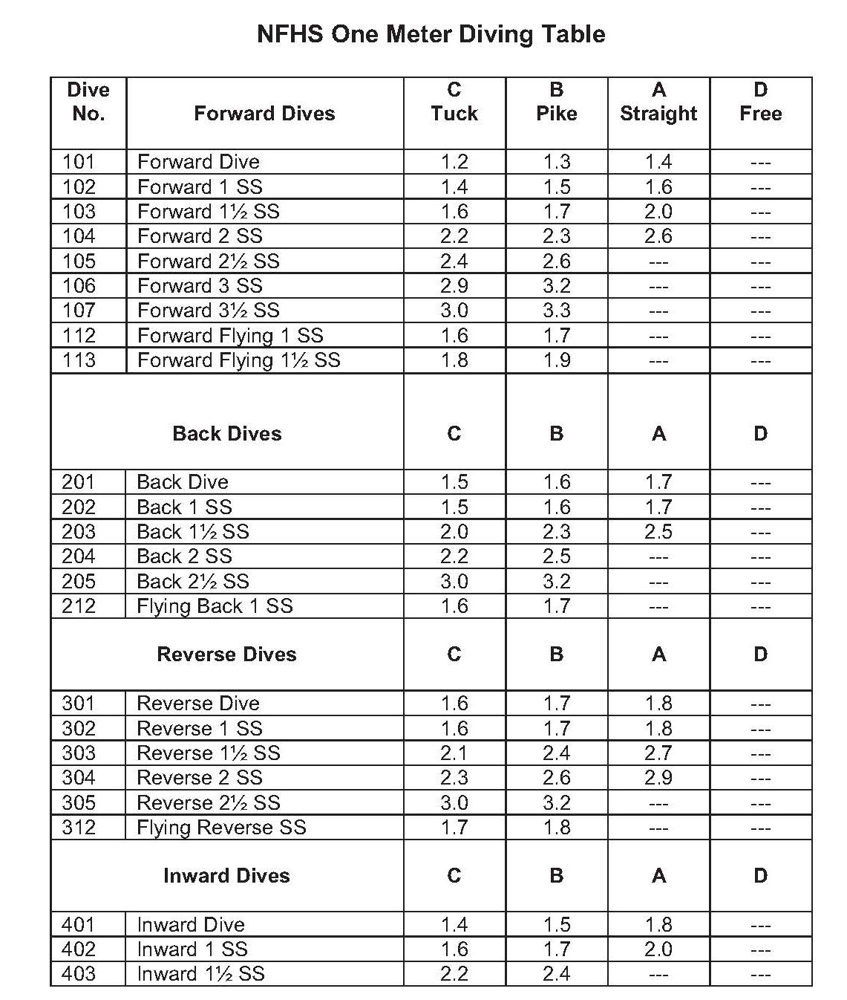 NFHS One Meter Diving Table
Dive No. Forward Dives C Tuck B Pike A Straight D Free
101 Forward Dive 1.2 1.3 1.4 ---
102 Forward 1 SS 1.4 1.5 1.6 ---
103 Forward 1½ SS 1.6 1.7 2.0 ---
104 Forward 2 SS 2.2 2.3 2.6 ---
105 Forward 2½ SS 2.4 2.6 --- ---
106 Forward 3 SS 2.9 3.2 --- ---
107 Forward 3½ SS 3.0 3.3 --- ---
112 Forward Flying 1 SS 1.6 1.7 --- ---
113 Forward Flying 1½ SS 1.8 1.9 --- ---
Back Dives C B A D
201 Back Dive 1.5 1.6 1.7 ---
202 Back 1 SS 1.5 1.6 1.7 ---
203 Back 1½ SS 2.0 2.3 2.5 ---
204 Back 2 SS 2.2 2.5 --- ---
205 Back 2½ SS 3.0 3.2 --- ---
212 Flying Back 1 SS 1.6 1.7 --- ---
Reverse Dives C B A D
301 Reverse Dive 1.6 1.7 1.8 ---
302 Reverse 1 SS 1.6 1.7 1.8 ---
303 Reverse 1½ SS 2.1 2.4 2.7 ---
304 Reverse 2 SS 2.3 2.6 2.9 ---
305 Reverse 2½ SS 3.0 3.2 --- ---
312 Flying Reverse SS 1.7 1.8 --- ---
Inward Dives C B A D
401 Inward Dive 1.4 1.5 1.8 ---
402 Inward 1 SS 1.6 1.7 2.0 ---
403 Inward 1½ SS 2.2 2.4 --- ---